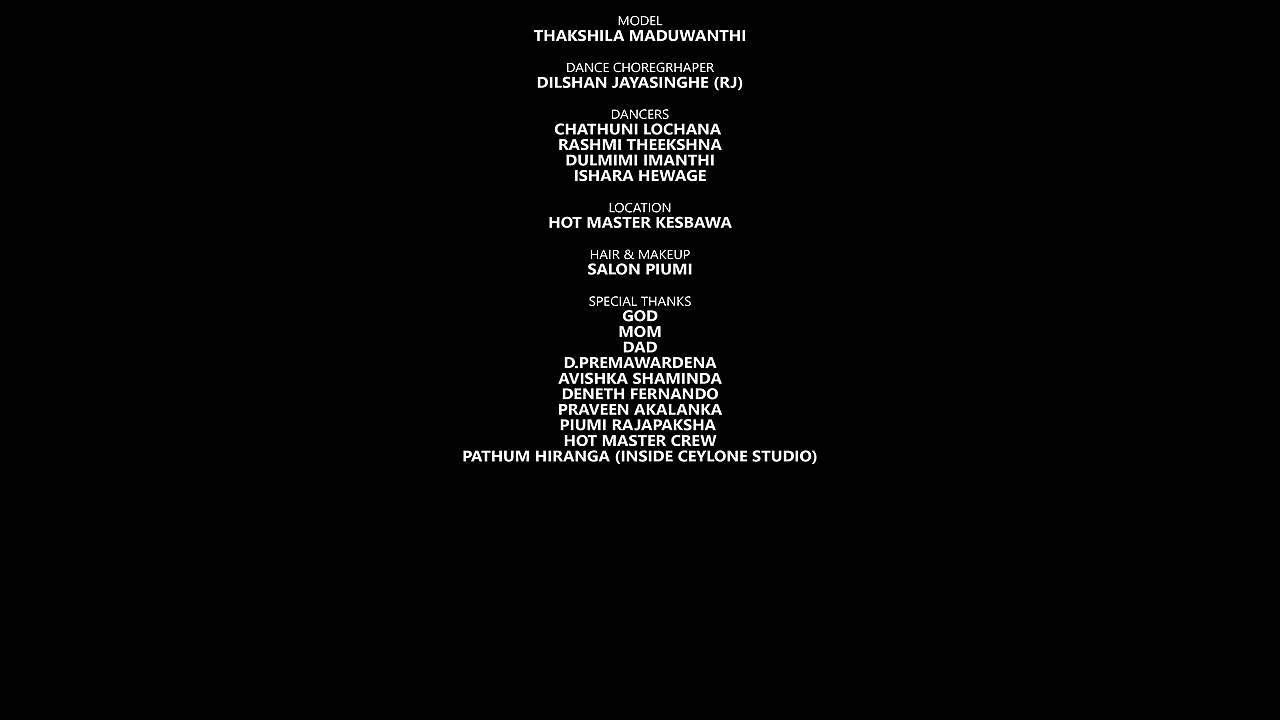 MODEL
THAKSHILA MADUWANTHI
DANCE CHOREGRHAPER
DILSHAN JAYASINGHE (RJ)
DANCERS
CHATHUNI LOCHANA
RASHMI THEEKSHNA
DULMIMI IMANTHI
ISHARA HEWAGE
LOCATION
HOT MASTER KESBAWA
HAIR & MAKEUP
SALON PIUMI
SPECIAL THANKS
GOD
MOM
DAD
D.PREMAWARDENA
AVISHKA SHAMINDA
DENETH FERNANDO
PRAVEEN AKALANKA
PIUMI RAJAPAKSHA
HOT MASTER CREW
PATHUM HIRANGA (INSIDE CEYLONE STUDIO)